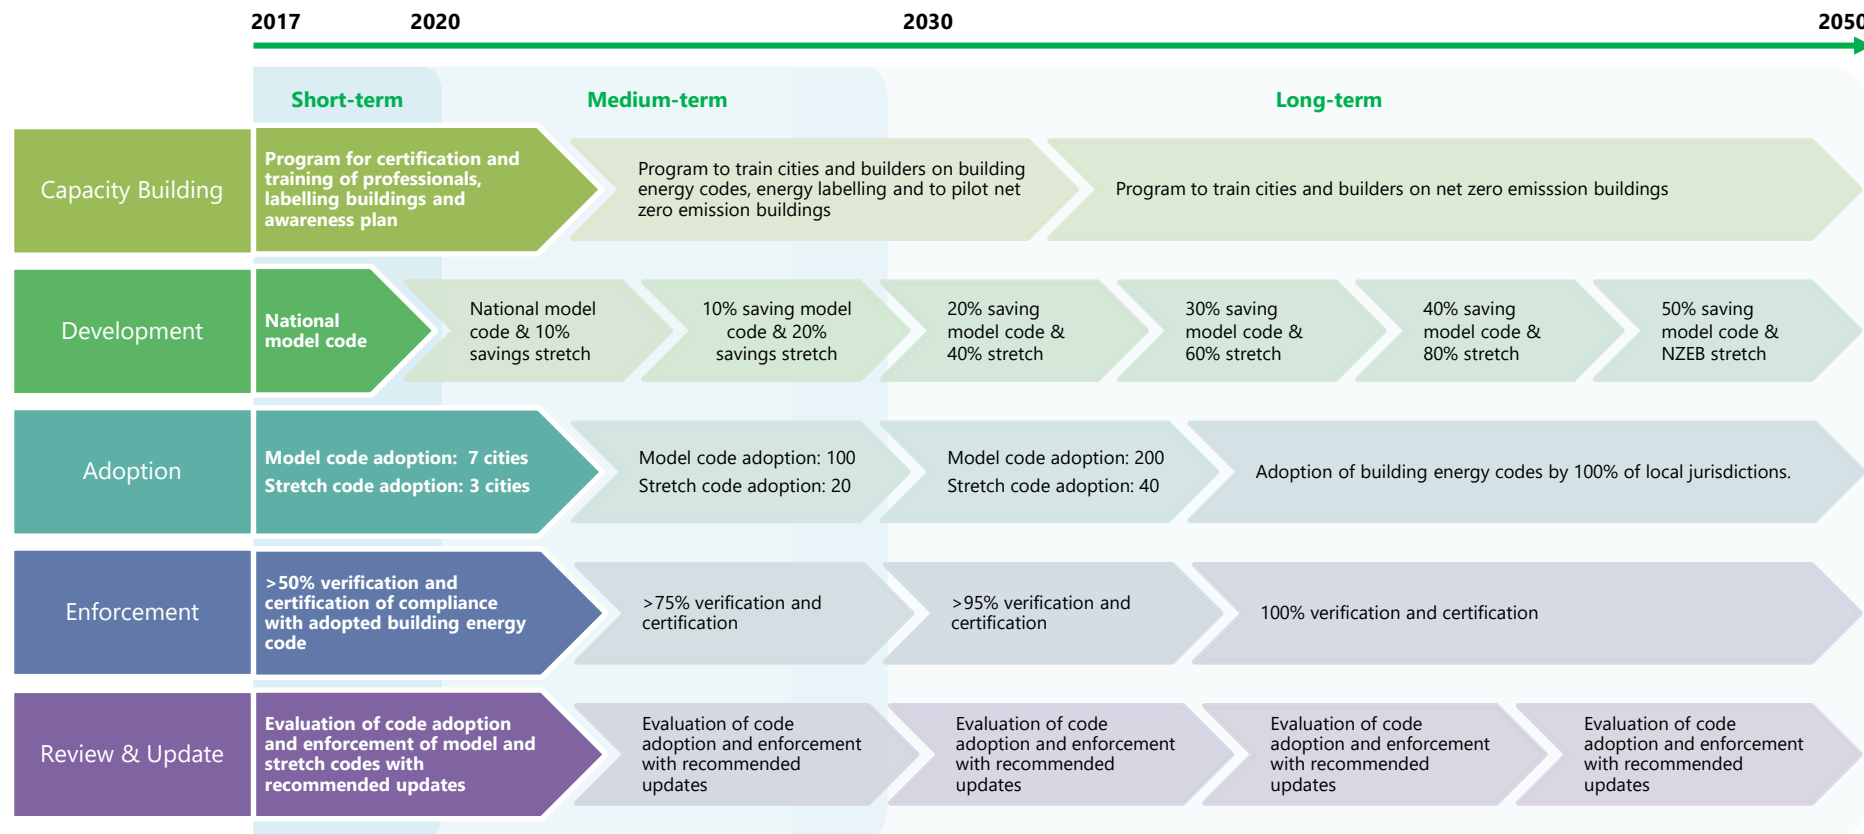 2017
2020
2030
2050
Short-term
Medium-term
Long-term
Capacity Building
Program for certification and
training of professionals,
labelling buildings and
awareness plan
Program to train cities and builders on building
energy codes, energy labelling and to pilot net
zero emission buildings
Program to train cities and builders on net zero emisssion buildings
Development
National
model code
National model
code & 10%
savings stretch
10% saving model
code & 20%
savings stretch
20% saving
model code &
40% stretch
30% saving
model code &
60% stretch
40% saving
model code &
80% stretch
50% saving
model code &
NZEB stretch
Adoption
Model code adoption: 7 cities
Stretch code adoption: 3 cities
Model code adoption: 100
Stretch code adoption: 20
Model code adoption: 200
Stretch code adoption: 40
Adoption of building energy codes by 100% of local jurisdictions.
Enforcement
>50% verification and
certification of compliance
with adopted building energy
code
>75% verification and
certification
>95% verification and
certification
100% verification and certification
Review & Update
Evaluation of code adoption
and enforcement of model and
stretch codes with
recommended updates
Evaluation of code
adoption and enforcement
with recommended
updates
Evaluation of code
adoption and enforcement
with recommended
updates
Evaluation of code
adoption and enforcement
with recommended
updates
Evaluation of code
adoption and enforcement
with recommended
updates